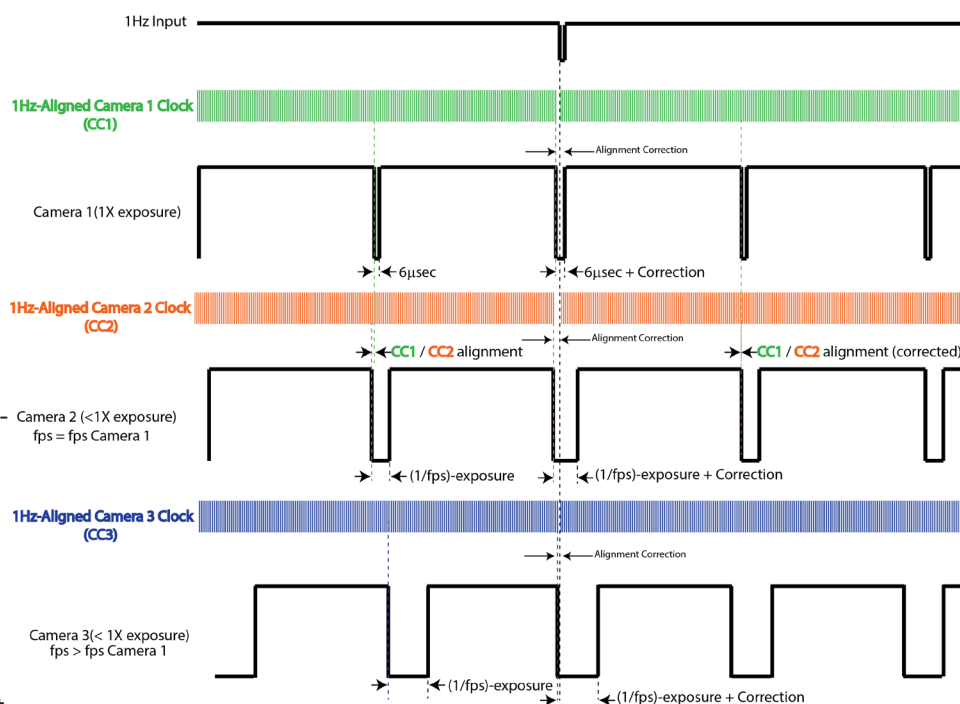 1Hz Input
1Hz-Aligned Camera 1 Clock
(CC1)
Alignment Correction
Camera 1(1X exposure)
6μsec
6μsec + Correction
1Hz-Aligned Camera 2 Clock
(CC2)
Alignment Correction
CC1 / CC2 alignment
CC1 / CC2 alignment (corrected)
Camera 2 (<1X exposure)
fps = fps Camera 1
(1/fps)-exposure
(1/fps)-exposure + Correction
1Hz-Aligned Camera 3 Clock
(CC3)
Alignment Correction
Camera 3(< 1X exposure)
fps > fps Camera 1
(1/fps)-exposure
(1/fps)-exposure + Correction